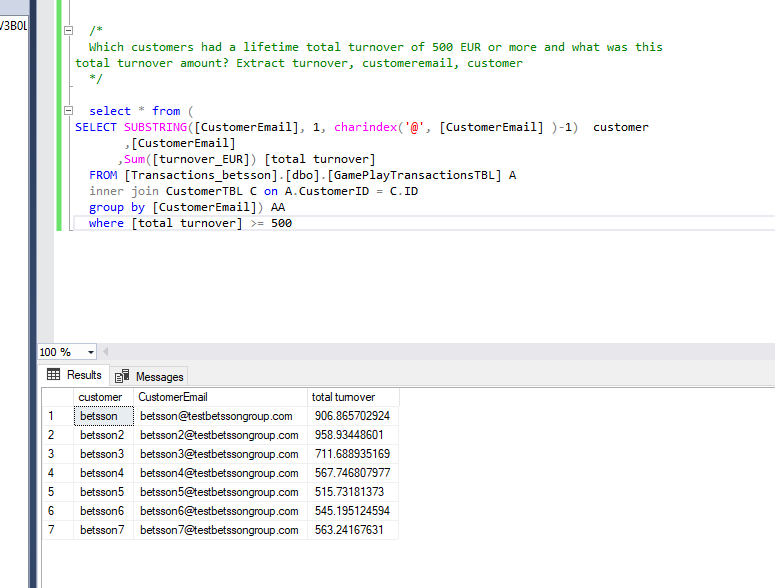 V3B0L
/*
Which customers had a lifetime total turnover of 500 EUR or more and what was this
total turnover amount? Extract turnover, customeremail, customer
*/
select * from (
SELECT SUBSTRING([CustomerEmail], 1, charindex('@', [CustomerEmail] )-1)  customer
,[CustomerEmail]
,Sum([turnover_EUR]) [total turnover]
FROM [Transactions_betsson].[dbo].[GamePlayTransactionsTBL] A
inner join CustomerTBL C on A.CustomerID = C.ID
group by [CustomerEmail]) AA
where [total turnover] >= 500
100 %
Results Messages
customer CustomerEmail total turnover
1 betsson betsson@testbetssongroup.com 906.865702924
2 betsson2 betsson2@testbetssongroup.com 958.93448601
3 betsson3 betsson3@testbetssongroup.com 711.688935169
4 betsson4 betsson4@testbetssongroup.com 567.746807977
5 betsson5 betsson5@testbetssongroup.com 515.73181373
6 betsson6 betsson6@testbetssongroup.com 545.195124594
7 betsson7 betsson7@testbetssongroup.com 563.24167631